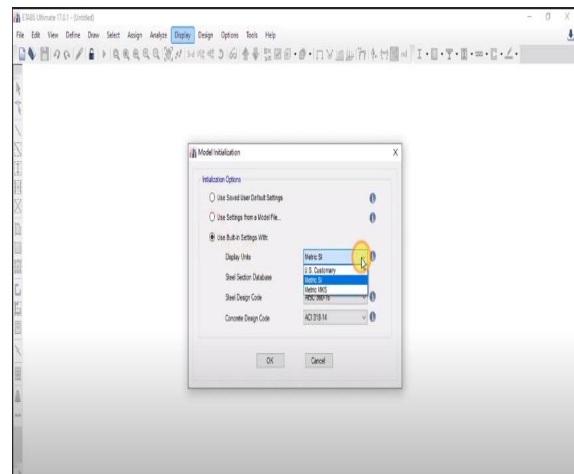 ETABS Ultimate 17.0.1 - (Untitled)
File Edit View Define Draw Select Assign Analyze Display Design Options Tools Help
Model Initialization
Initialization Options
Use Saved User Default Settings
Use Settings from a Model File...
Use Built-in Settings With:
Display Units Metric SI
U.S. Customary
Metric SI
Metric MKS
Steel Section Database
Steel Design Code AISC 360-16
Concrete Design Code ACI 318-14
OK Cancel